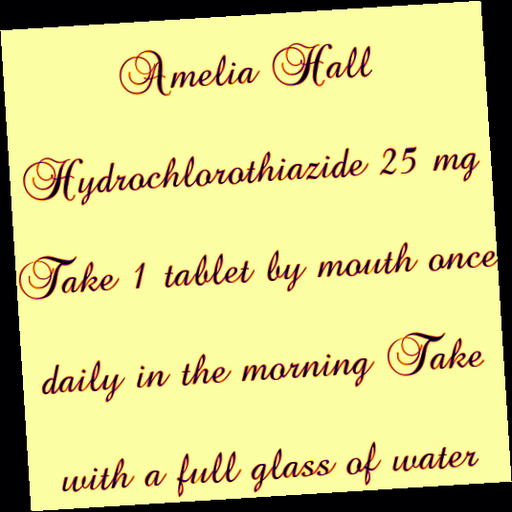 Amelia Hall
Hydrochlorothiazide 25 mg
Take 1 tablet by mouth once
daily in the morning Take
with a full glass of water